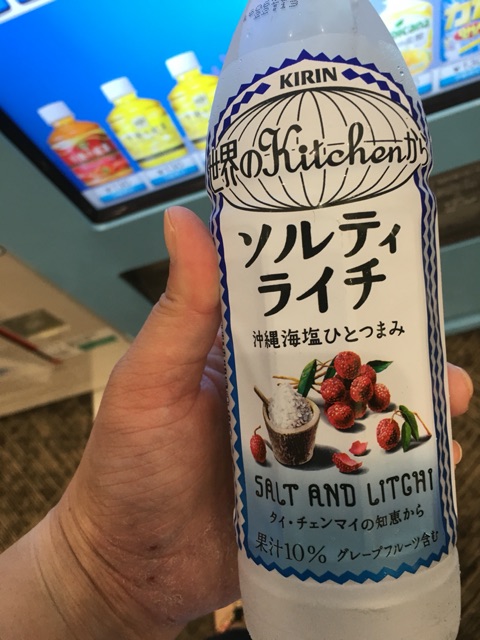 KIRIN
世界のKitchenから
ソルティ
ライチ
沖縄海塩ひとつまみ
SALT AND LITCHI
タイ・チェンマイの知恵から
果汁10% グレープフルーツ含む